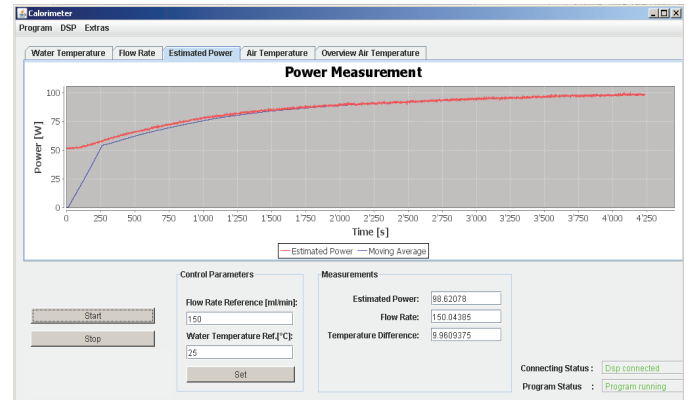 Calorimeter
Program DSP Extras
Water Temperature Flow Rate Estimated Power Air Temperature Overview Air Temperature
Power Measurement
Power [W]
100
75
50
25
0
0 250 500 750 1'000 1'250 1'500 1'750 2'000 2'250 2'500 2'750 3'000 3'250 3'500 3'750 4'000 4'250
Time [s]
Estimated Power Moving Average
Start
Stop
Control Parameters
Flow Rate Reference [ml/min]:
150
Water Temperature Ref.[°C]:
25
Set
Measurements
Estimated Power: 98.62078
Flow Rate: 150.04385
Temperature Difference: 9.9609375
Connecting Status : Dsp connected
Program Status : Program running